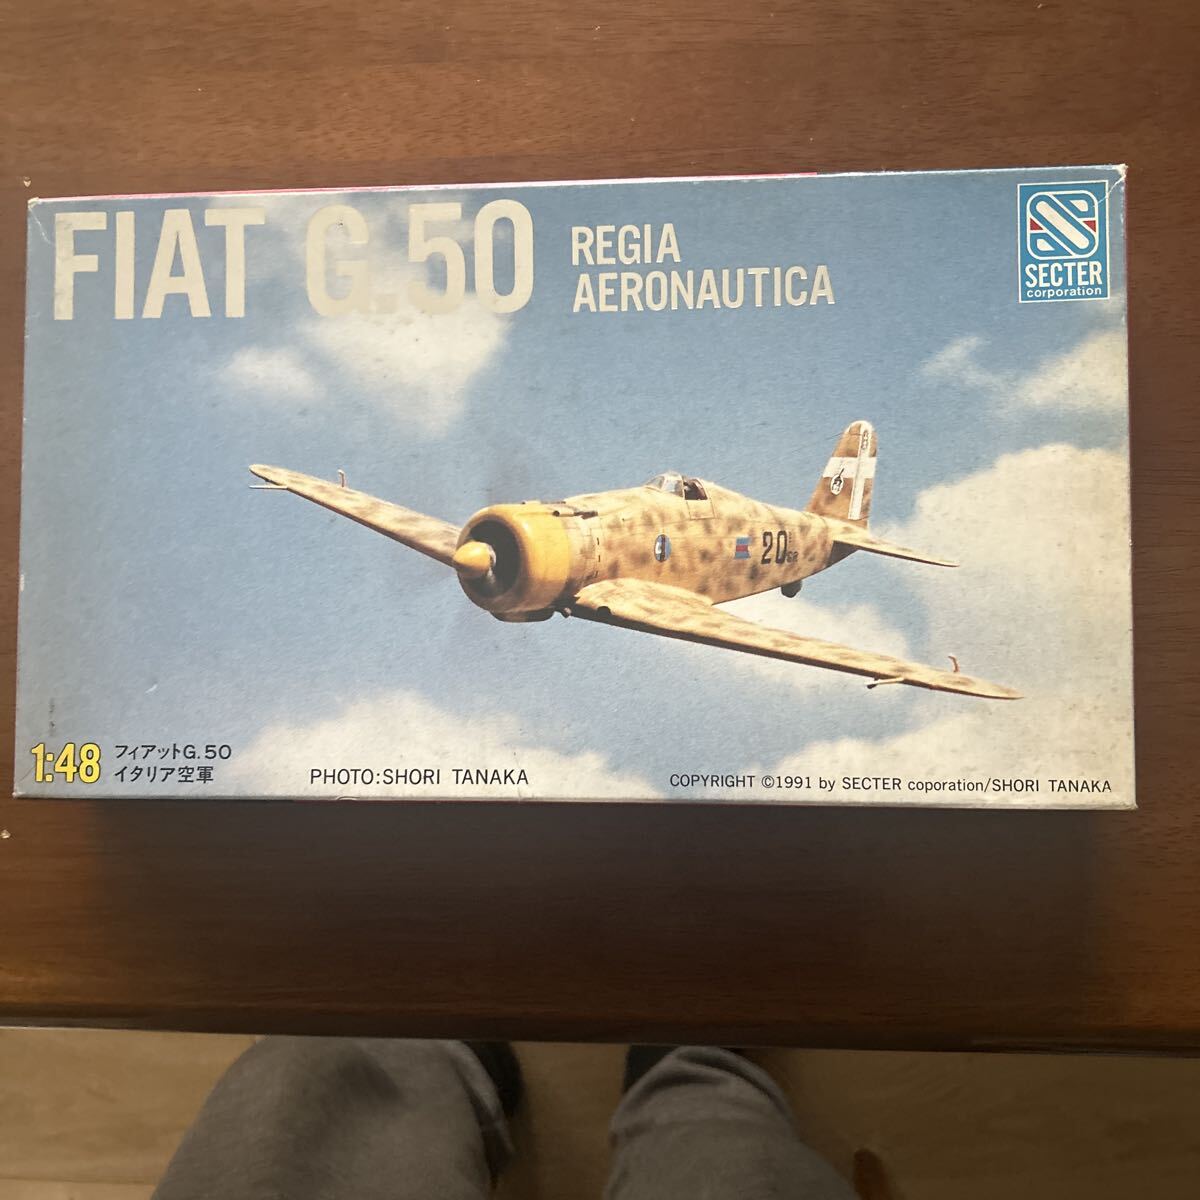 FIAT G.50
REGIA
AERONAUTICA
SECTER
corporation
20
1:48
フィアットG.50
イタリア空軍
PHOTO:SHORI TANAKA
COPYRIGHT ©1991 by SECTER coporation/SHORI TANAKA